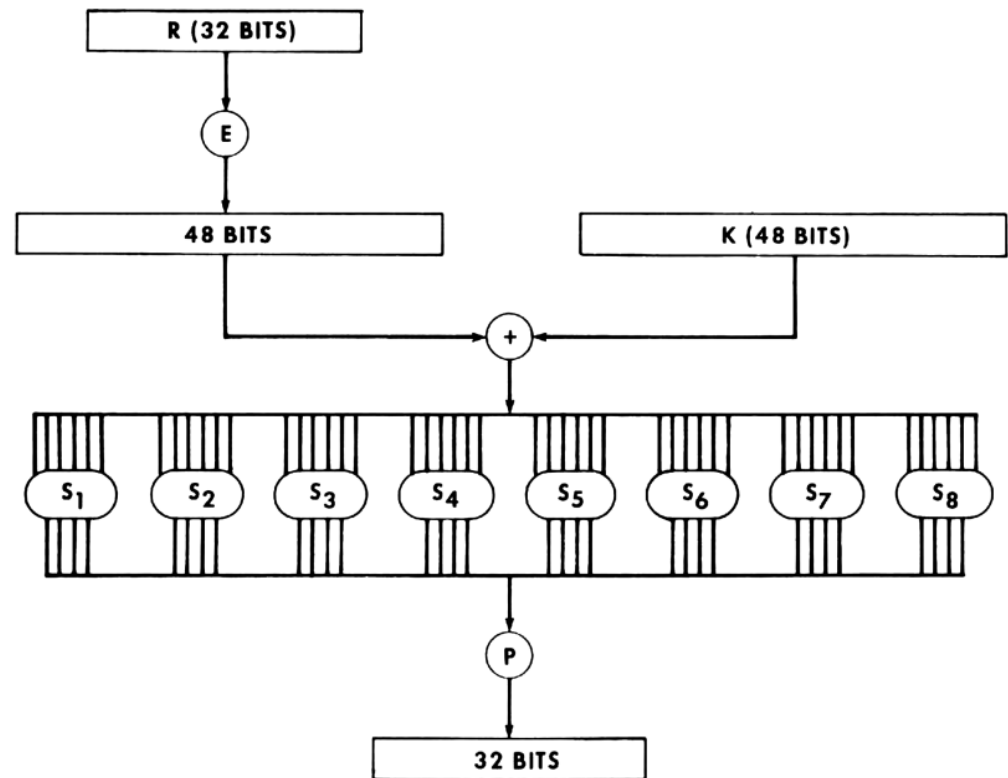 R (32 BITS)
E
48 BITS
K (48 BITS)
+
S1 S2 S3 S4 S5 S6 S7 S8
P
32 BITS